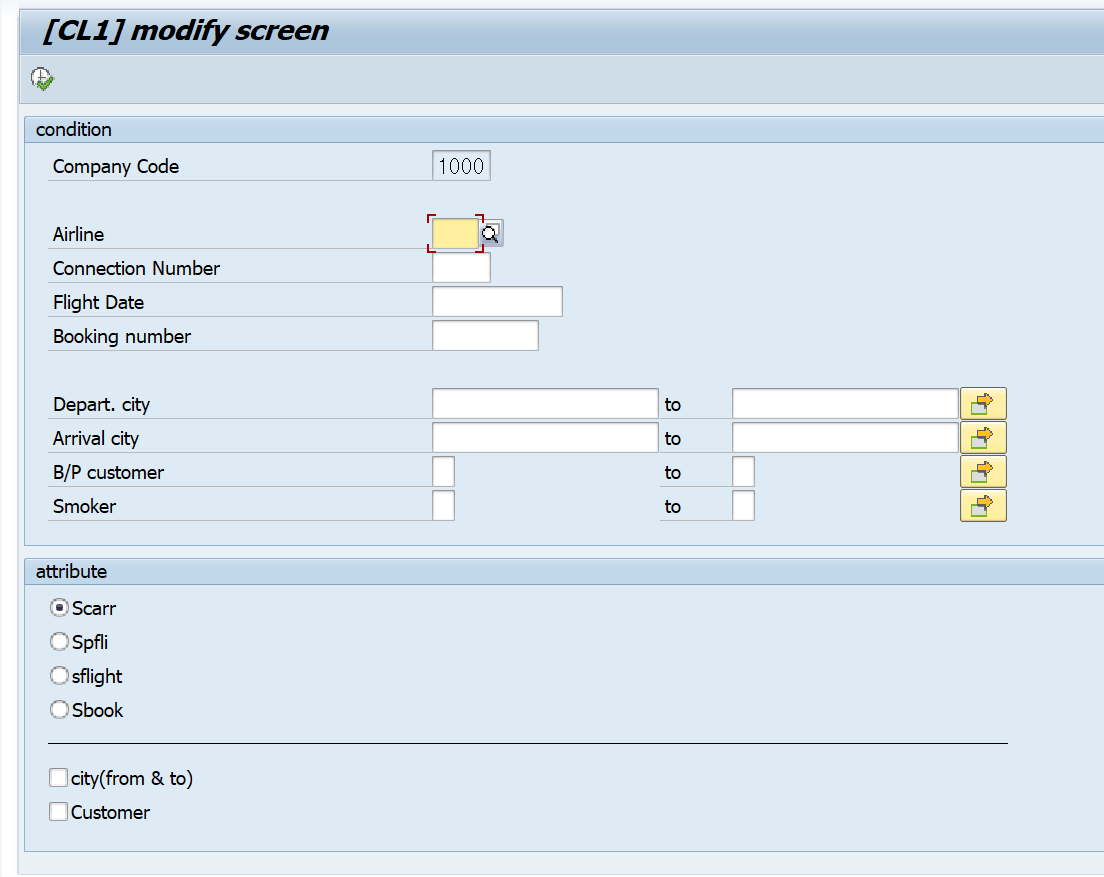 [CL1] modify screen
condition
Company Code 1000
Airline
Connection Number
Flight Date
Booking number
Depart. city to
Arrival city to
B/P customer to
Smoker to
attribute
Scarr
Spfli
sflight
Sbook
city(from & to)
Customer